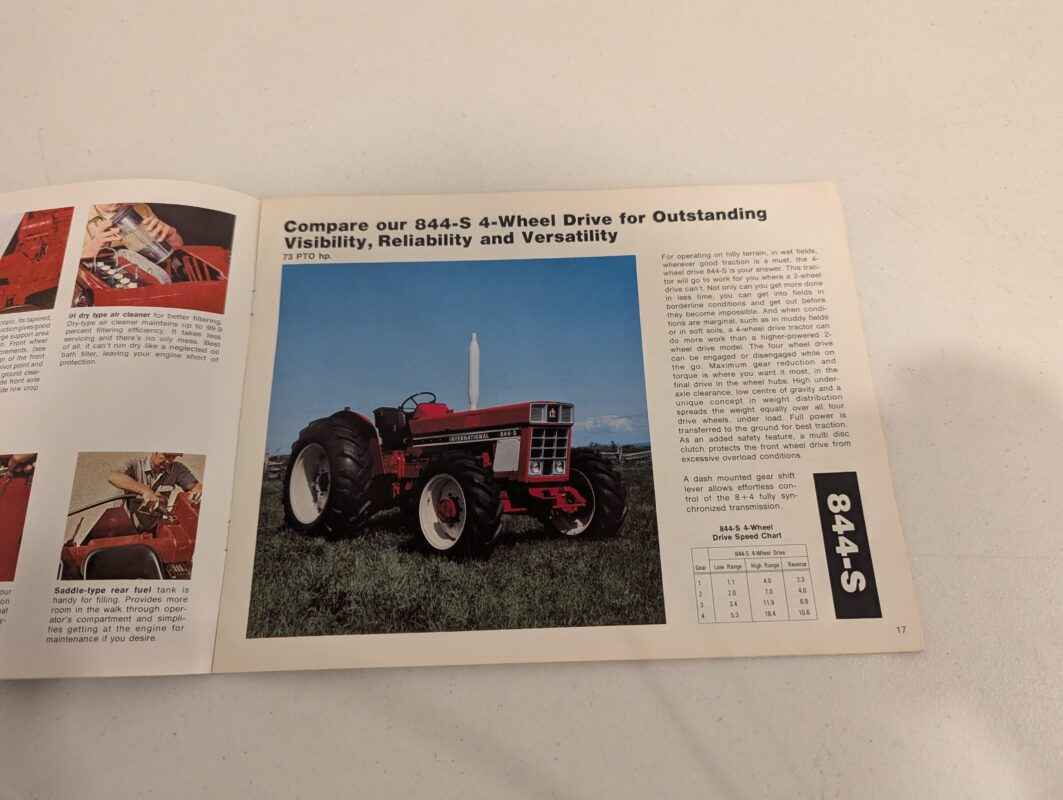 IH dry type air cleaner for better filtering.
Dry-type air cleaner maintains up to 99.9
percent filtering efficiency. It takes less
servicing and there's no oily mess. Best
of all, it can't run dry like a neglected oil
bath filter, leaving your engine short of
protection.
Saddle-type rear fuel tank is
handy for filling. Provides more
room in the walk through oper-
ator's compartment and simpli-
fies getting at the engine for
maintenance if you desire.
Compare our 844-S 4-Wheel Drive for Outstanding
Visibility, Reliability and Versatility
73 PTO hp.
INTERNATIONAL 844-S
For operating on hilly terrain, in wet fields,
wherever good traction is a must, the 4-
wheel drive 844-S is your answer. This trac-
tor will go to work for you where a 2-wheel
drive can't. Not only can you get more done
in less time, you can get into fields in
borderline conditions and get out before
they become impossible. And when condi-
tions are marginal, such as in muddy fields
or in soft soils, a 4-wheel drive tractor can
do more work than a higher-powered 2-
wheel drive model. The four wheel drive
can be engaged or disengaged while on
the go. Maximum gear reduction and
torque is where you want it most, in the
final drive in the wheel hubs. High under-
axle clearance, low centre of gravity and a
unique concept in weight distribution
spreads the weight equally over all four
drive wheels, under load. Full power is
transferred to the ground for best traction.
As an added safety feature, a multi disc
clutch protects the front wheel drive from
excessive overload conditions.
A dash mounted gear shift
lever allows effortless con-
trol of the 8+4 fully syn-
chronized transmission.
844-S 4-Wheel
Drive Speed Chart
844-S 4-Wheel Drive
Gear Low Range High Range Reverse
1 1.1 4.0 2.3
2 2.0 7.0 4.0
3 3.4 11.9 6.8
4 5.3 18.6 10.6
844-S
17